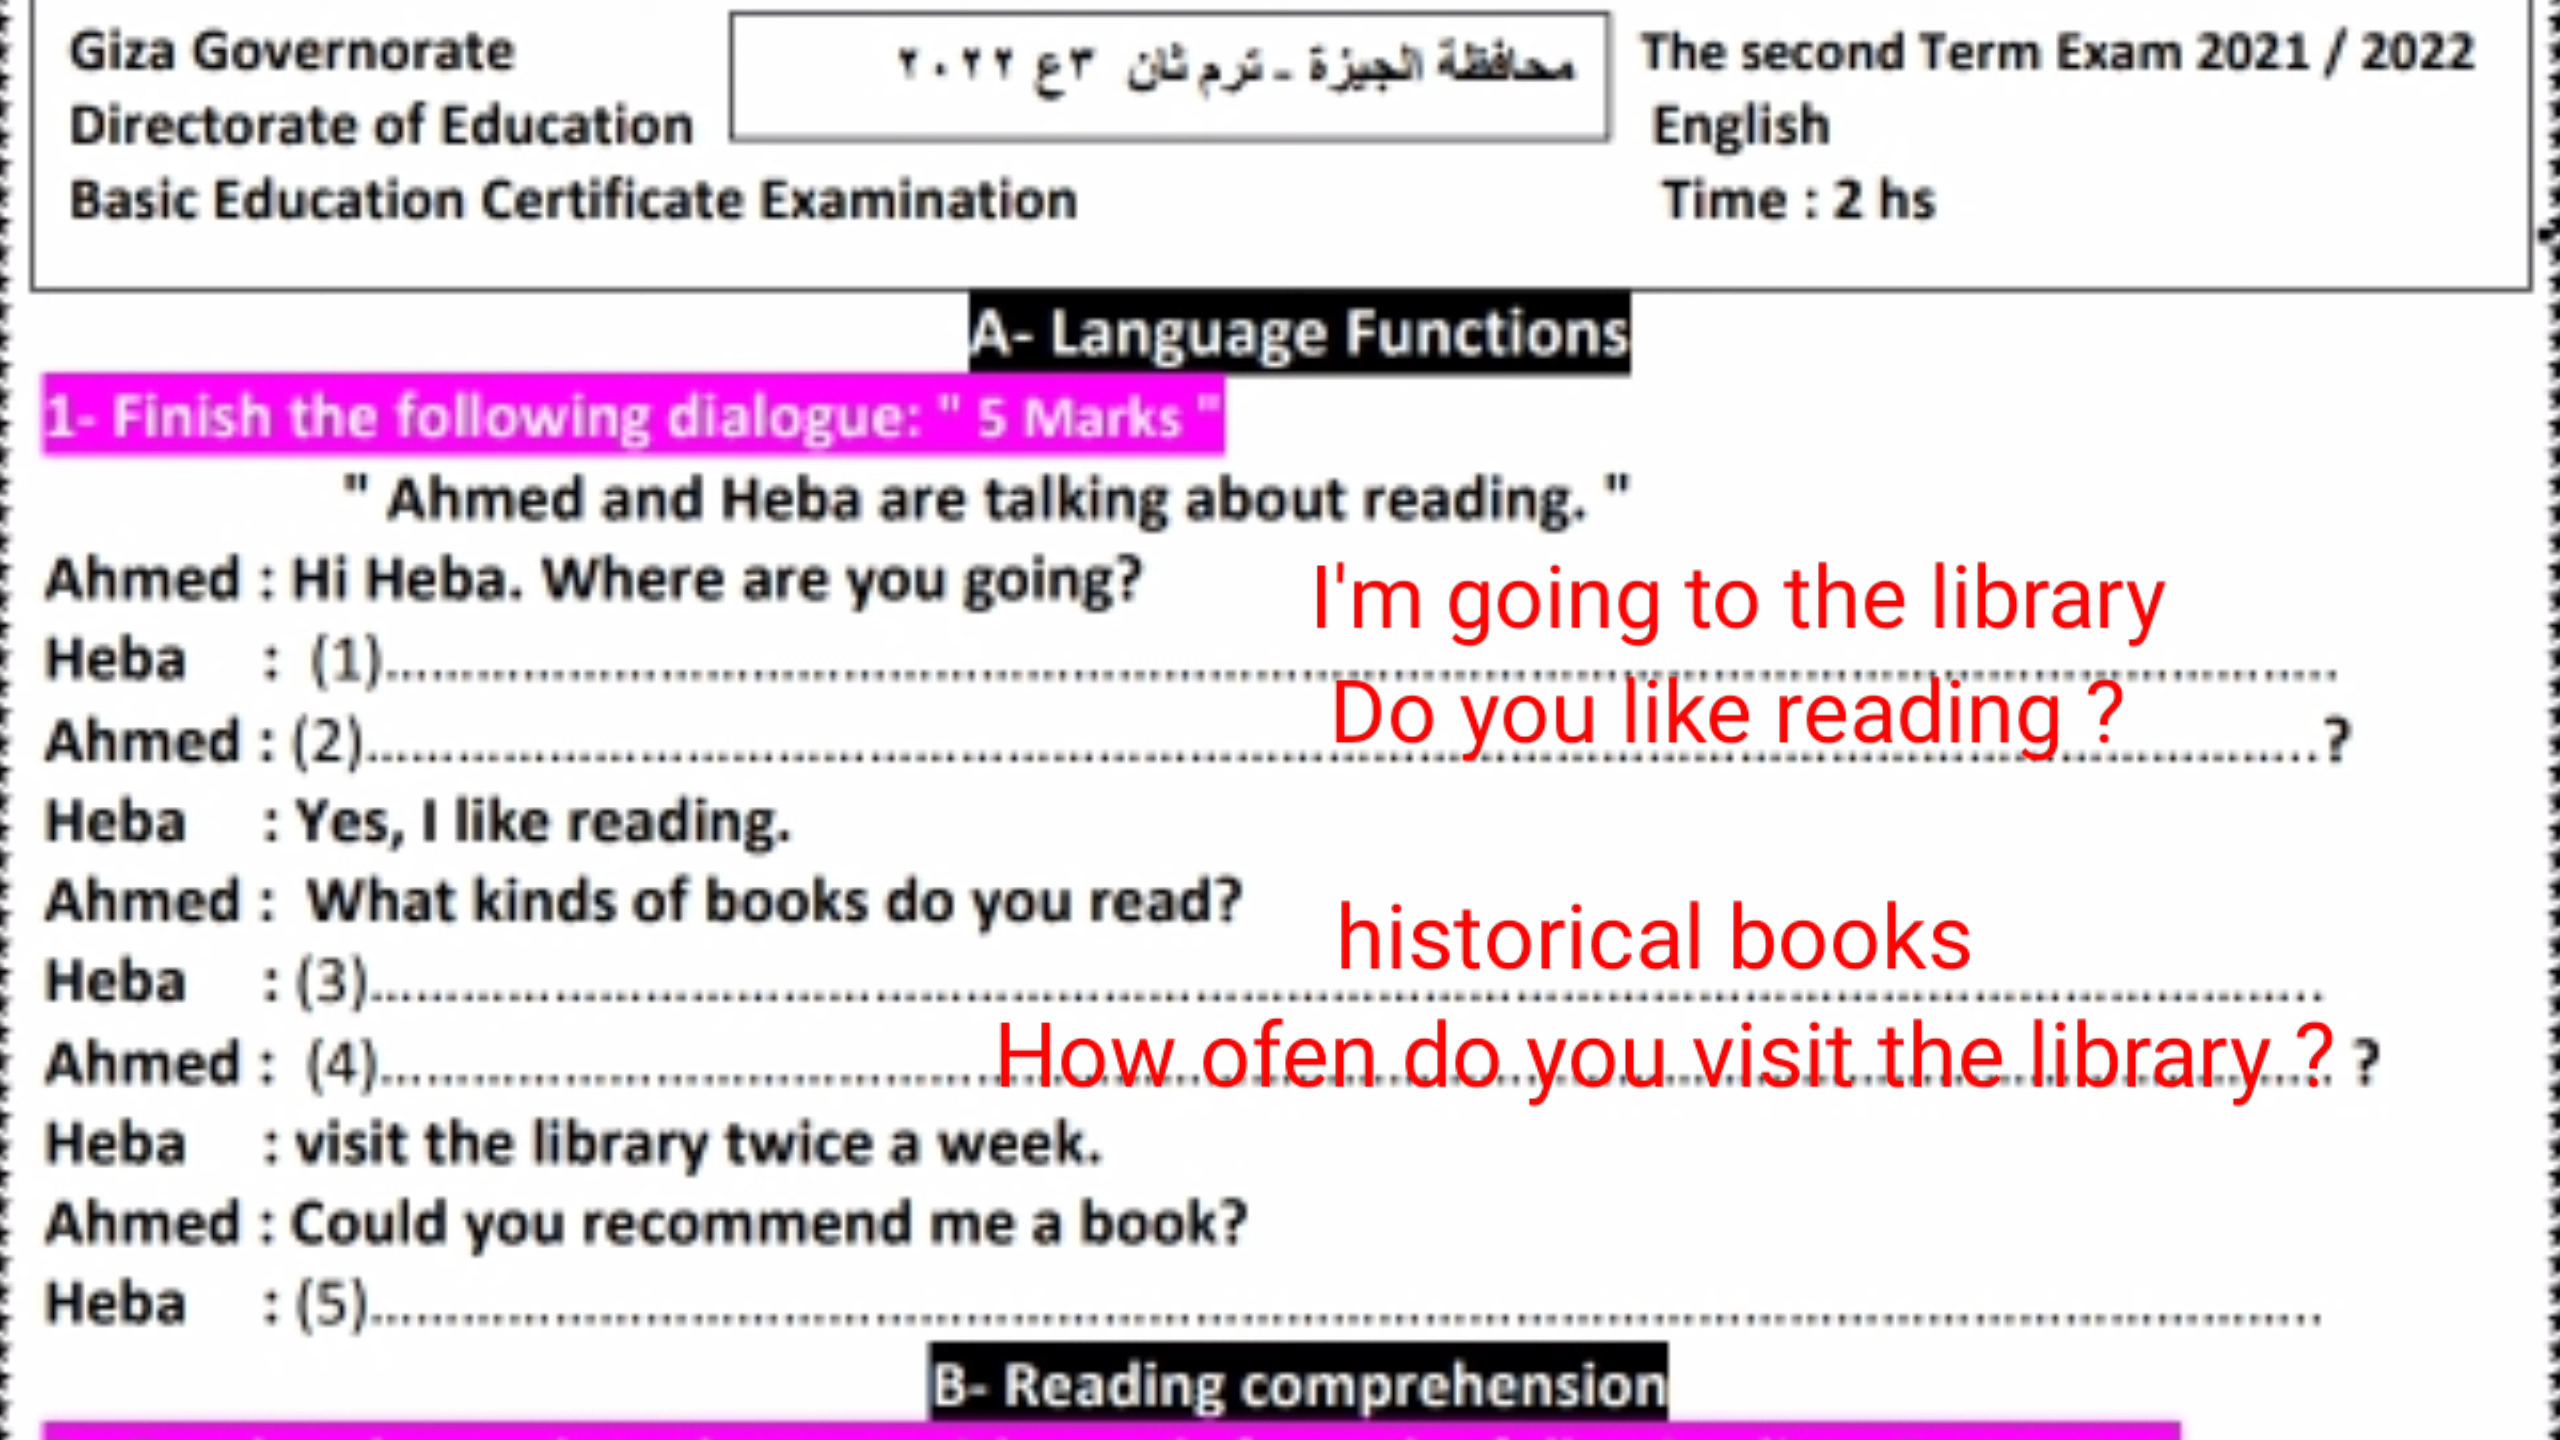 Giza Governorate
محافظة الجيزة - ترم ثان ٣ع ٢٠٢٢
The second Term Exam 2021 / 2022
Directorate of Education
English
Basic Education Certificate Examination
Time : 2 hs
A- Language Functions
1- Finish the following dialogue: " 5 Marks "
" Ahmed and Heba are talking about reading. "
Ahmed : Hi Heba. Where are you going?
I'm going to the library
Heba : (1)........................................
Do you like reading ?
Ahmed : (2)........................................?
Heba : Yes, I like reading.
Ahmed : What kinds of books do you read?
historical books
Heba : (3)........................................
How ofen do you visit the library ?
Ahmed : (4)........................................ ?
Heba : visit the library twice a week.
Ahmed : Could you recommend me a book?
Heba : (5)........................................
B- Reading comprehension